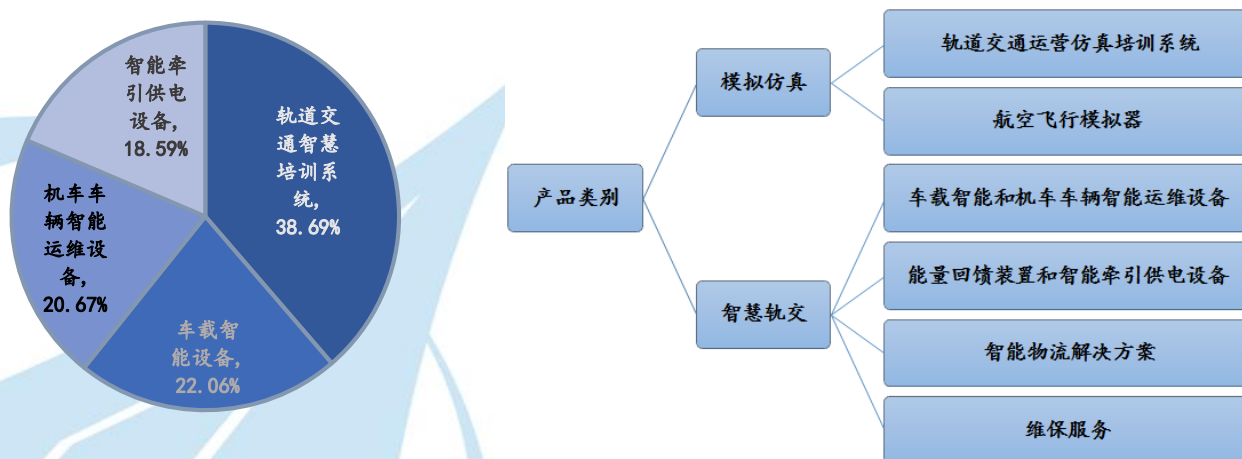 智能牵
引供电
设备,
18.59%
轨道交
通智慧
培训系
统,
38.69%
机车车
辆智能
运维设
备,
20.67%
车载智
能设备,
22.06%
产品类别
模拟仿真
智慧轨交
轨道交通运营仿真培训系统
航空飞行模拟器
车载智能和机车车辆智能运维设备
能量回馈装置和智能牵引供电设备
智能物流解决方案
维保服务